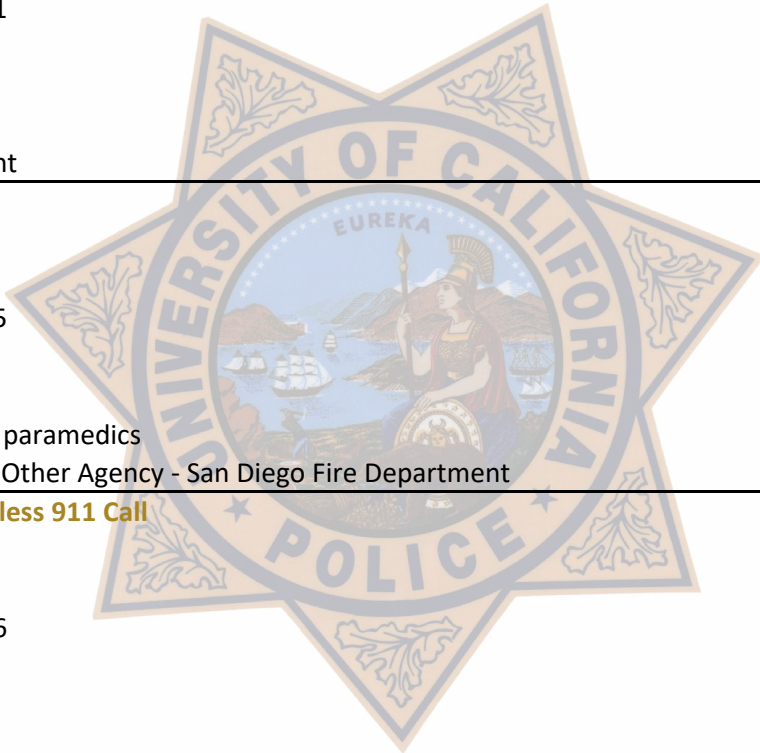 1
nt
UNIVERSITY OF CALIFORNIA
EUREKA
5
paramedics
Other Agency - San Diego Fire Department
less 911 Call
POLICE
6